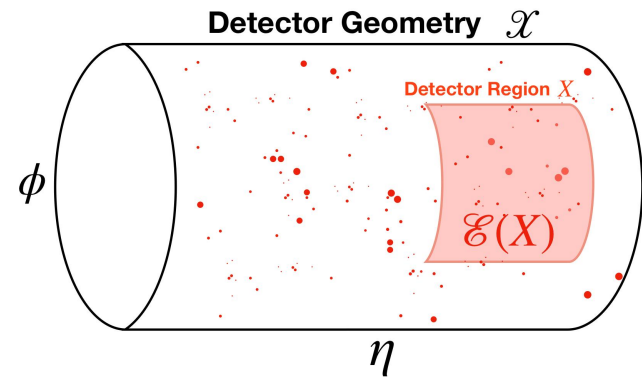 Detector Geometry 𝒳
Detector Region X
ϕ
ℰ(X)
η